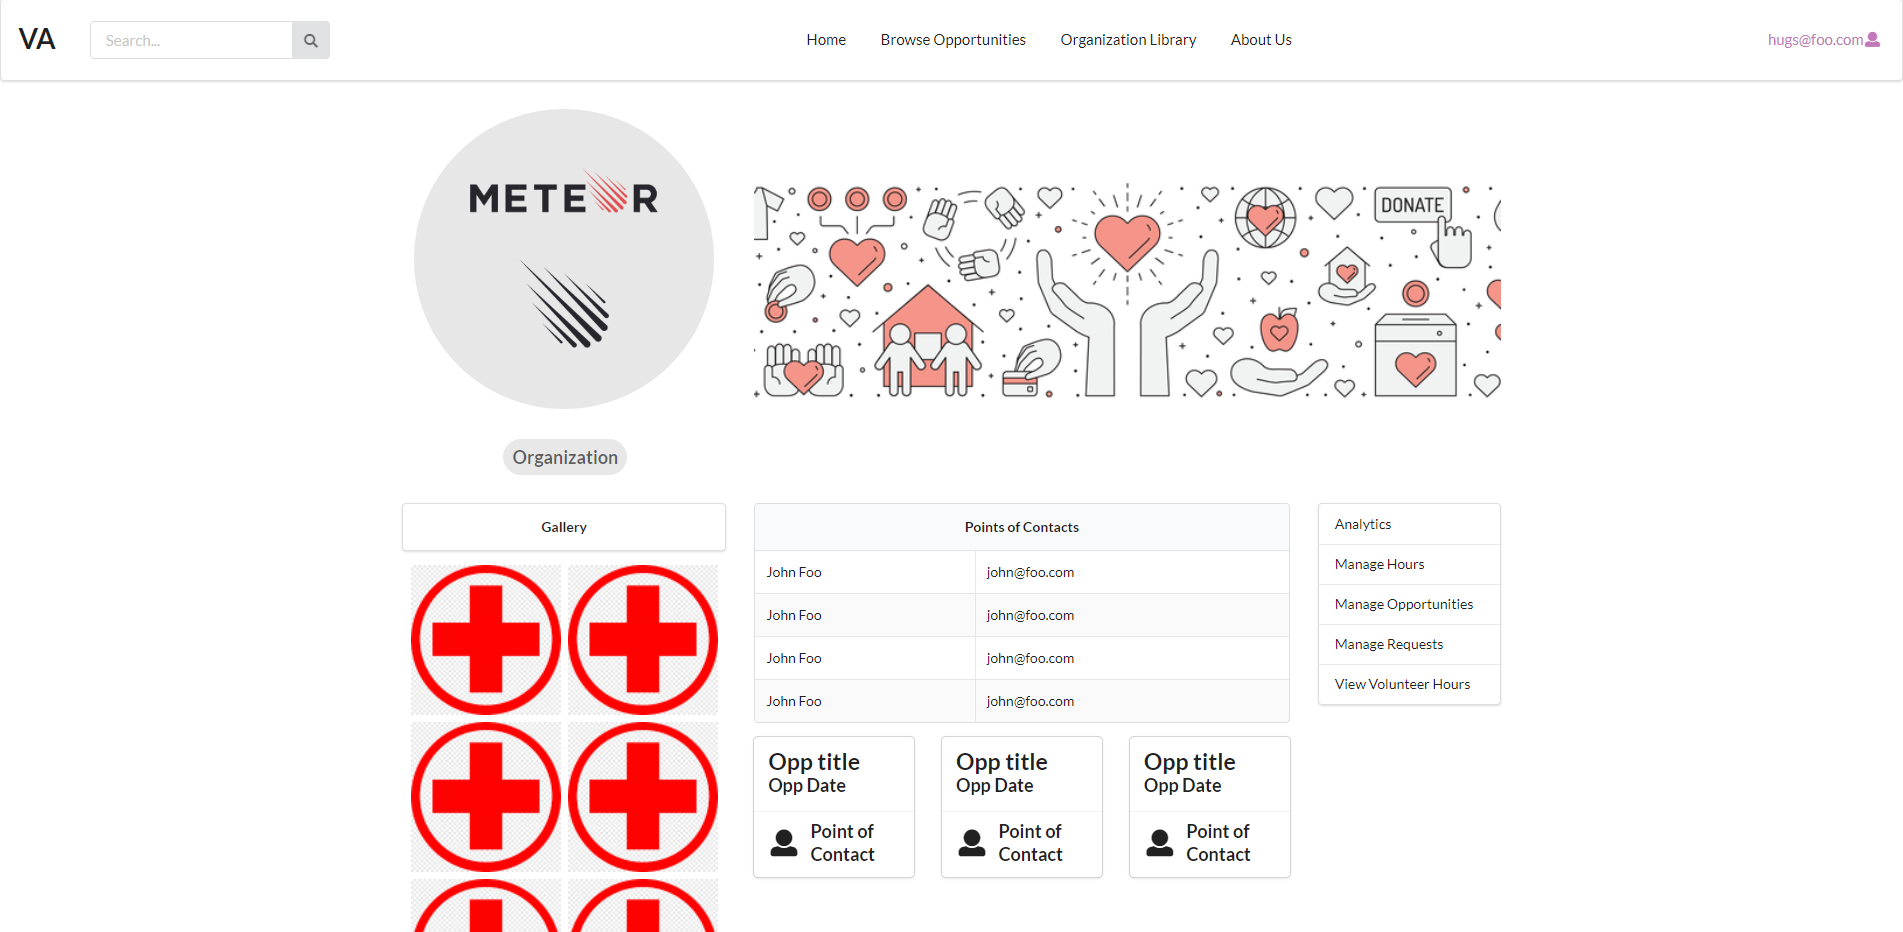 VA
Search...
Home
Browse Opportunities
Organization Library
About Us
hugs@foo.com
METEOR
DONATE
Organization
Gallery
Points of Contacts
John Foo
john@foo.com
John Foo
john@foo.com
John Foo
john@foo.com
John Foo
john@foo.com
Analytics
Manage Hours
Manage Opportunities
Manage Requests
View Volunteer Hours
Opp title
Opp Date
Point of
Contact
Opp title
Opp Date
Point of
Contact
Opp title
Opp Date
Point of
Contact